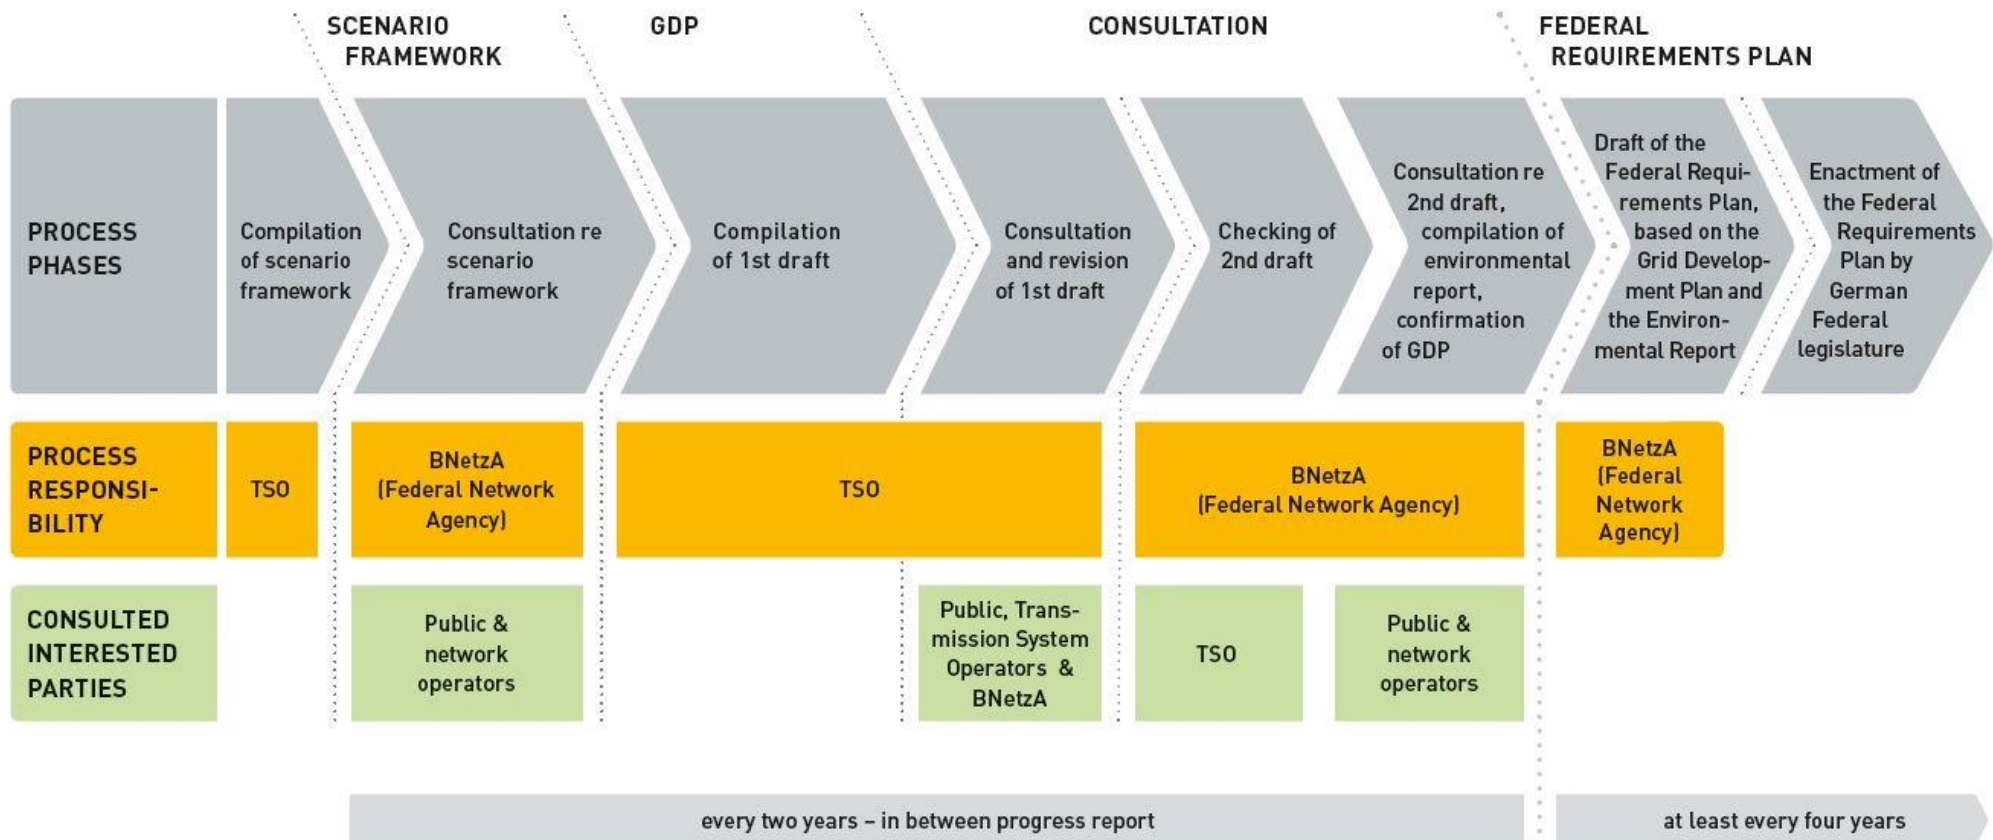 SCENARIO
FRAMEWORK
GDP
CONSULTATION
FEDERAL
REQUIREMENTS PLAN
PROCESS
PHASES
Compilation
of scenario
framework
Consultation re
scenario
framework
Compilation
of 1st draft
Consultation
and revision
of 1st draft
Checking of
2nd draft
Consultation re
2nd draft,
compilation of
environmental
report,
confirmation
of GDP
Draft of the
Federal Requi-
rements Plan,
based on the
Grid Develop-
ment Plan and
the Environ-
mental Report
Enactment of
the Federal
Requirements
Plan by
German
Federal
legislature
PROCESS
RESPONSI-
BILITY
TSO
BNetzA
(Federal Network
Agency)
TSO
BNetzA
(Federal Network Agency)
BNetzA
(Federal
Network
Agency)
CONSULTED
INTERESTED
PARTIES
Public &
network
operators
Public, Trans-
mission System
Operators &
BNetzA
TSO
Public &
network
operators
every two years – in between progress report
at least every four years